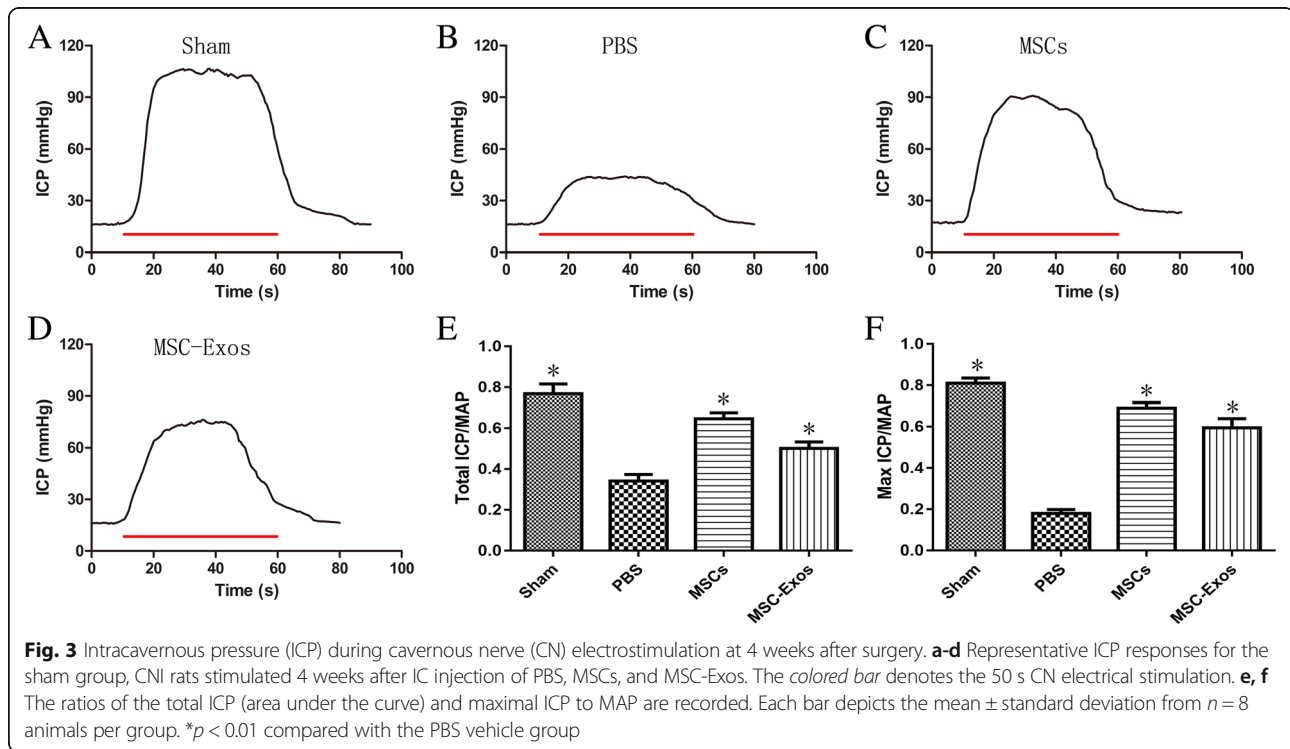 A
Sham
120
90
60
30
0
ICP (mmHg)
0 20 40 60 80 100
Time (s)
B
PBS
120
90
60
30
0
ICP (mmHg)
0 20 40 60 80 100
Time (s)
C
MSCs
120
90
60
30
0
ICP (mmHg)
0 20 40 60 80 100
Time (s)
D
MSC-Exos
120
90
60
30
0
ICP (mmHg)
0 20 40 60 80 100
Time (s)
E
1.0
0.8
0.6
0.4
0.2
0.0
Total ICP/MAP
*
*
*
Sham
PBS
MSCs
MSC-Exos
F
1.0
0.8
0.6
0.4
0.2
0.0
Max ICP/MAP
*
*
*
Sham
PBS
MSCs
MSC-Exos
Fig. 3 Intracavernous pressure (ICP) during cavernous nerve (CN) electrostimulation at 4 weeks after surgery. a-d Representative ICP responses for the
sham group, CNI rats stimulated 4 weeks after IC injection of PBS, MSCs, and MSC-Exos. The colored bar denotes the 50 s CN electrical stimulation. e, f
The ratios of the total ICP (area under the curve) and maximal ICP to MAP are recorded. Each bar depicts the mean ± standard deviation from n = 8
animals per group. *p < 0.01 compared with the PBS vehicle group